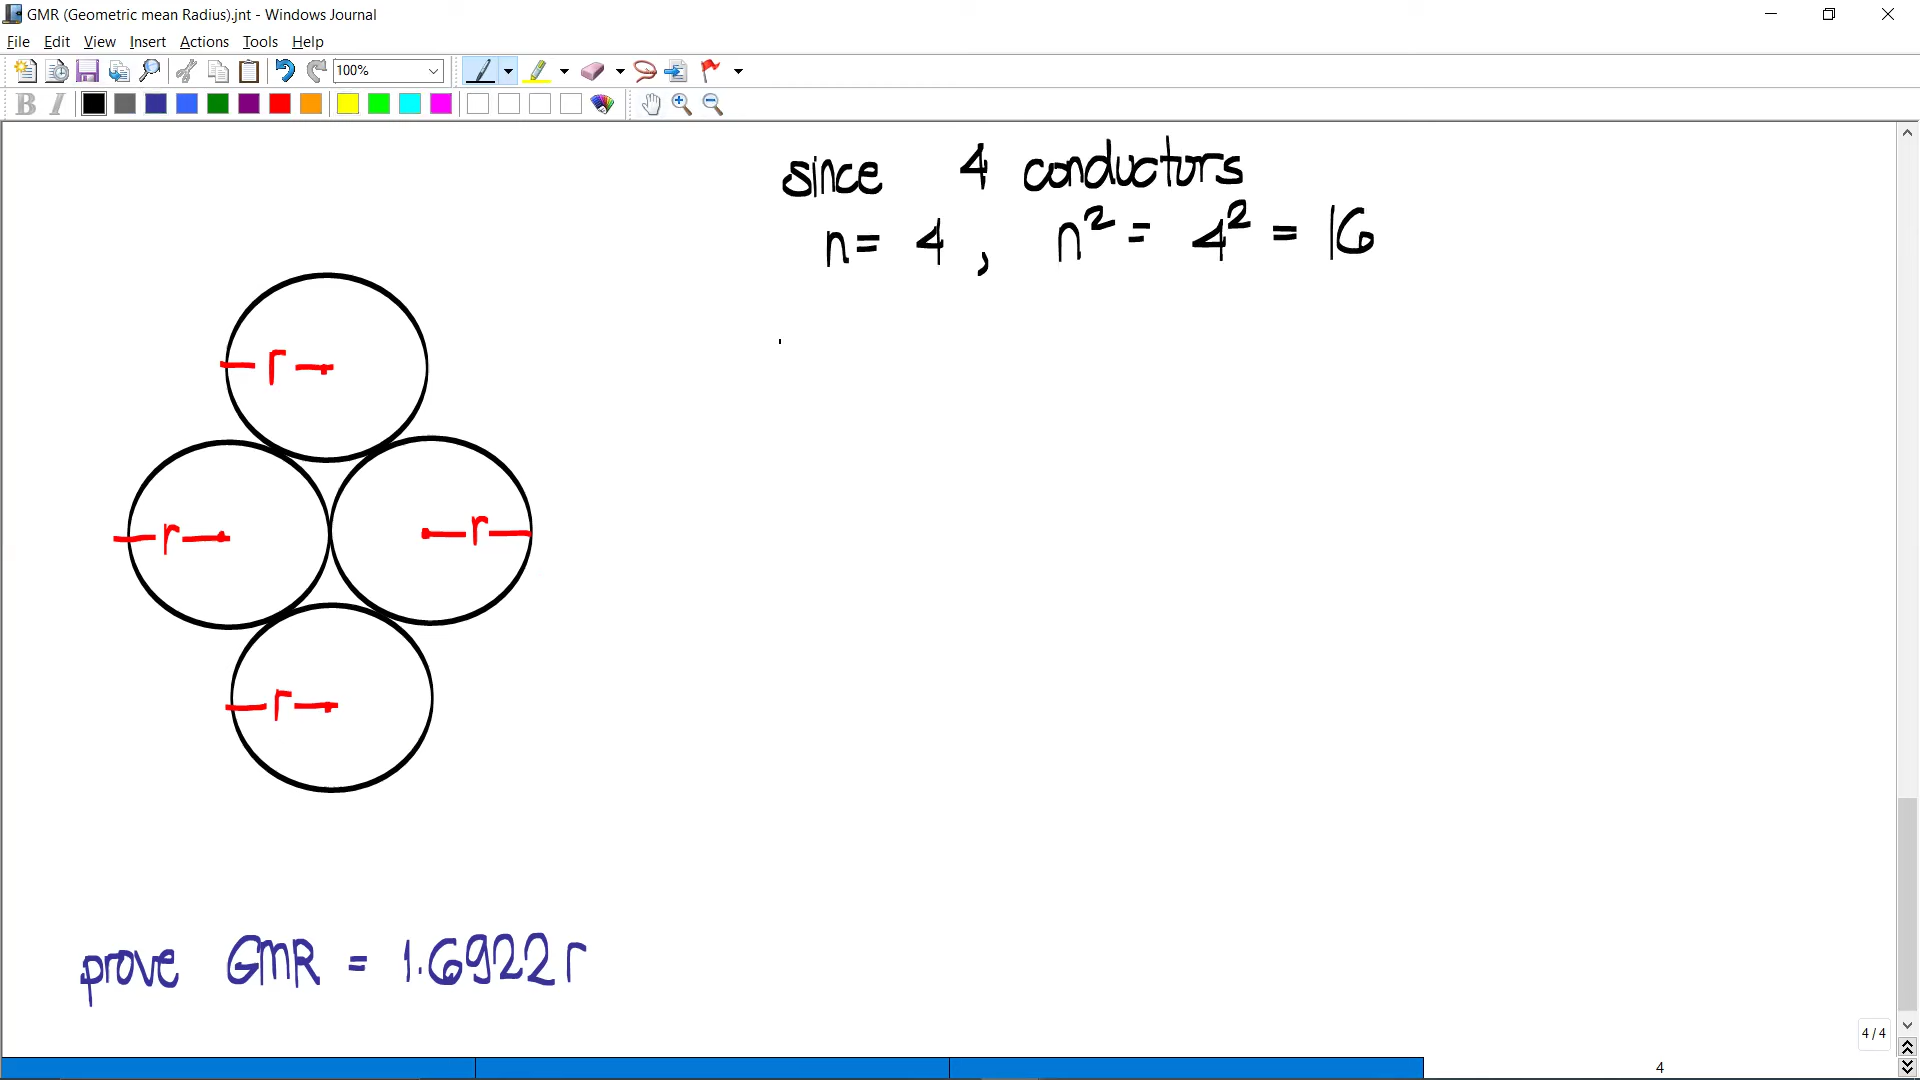 GMR (Geometric mean Radius).jnt - Windows Journal
File Edit View Insert Actions Tools Help
100%
B I
since 4 conductors
n = 4 , n² = 4² = 16
r
r
r
r
prove GMR = 1.6922 r
4 / 4
4